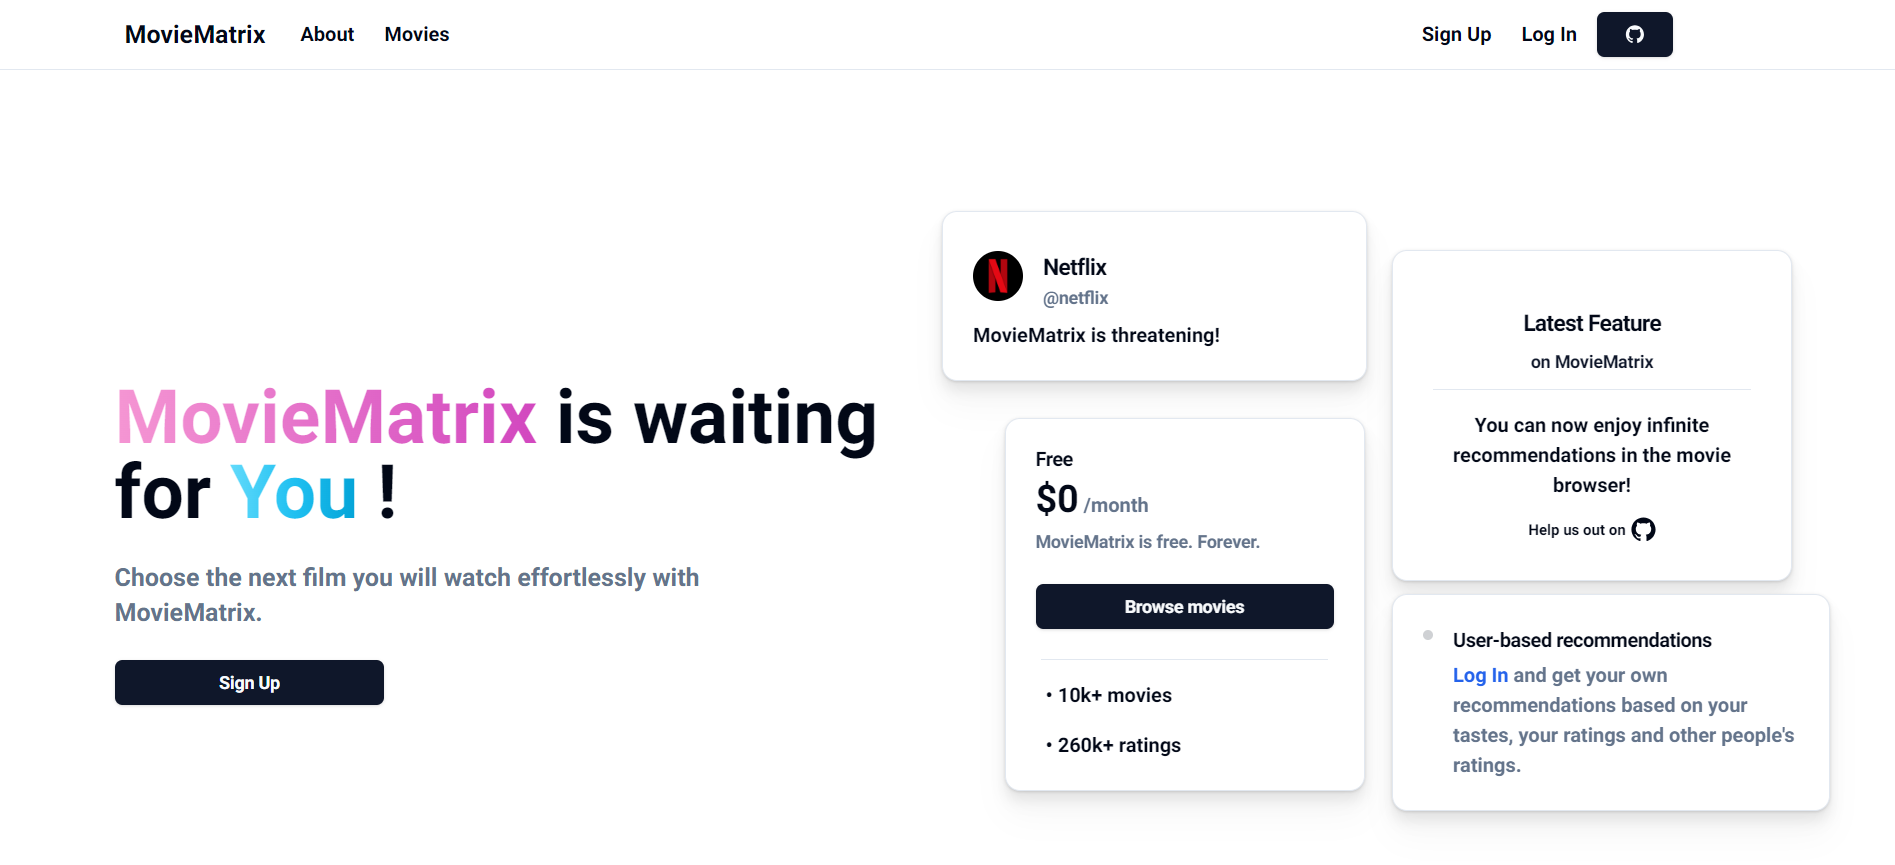 MovieMatrix About Movies Sign Up Log In
MovieMatrix is waiting
for You !
Choose the next film you will watch effortlessly with
MovieMatrix.
Sign Up
Netflix
@netflix
MovieMatrix is threatening!
Free
$0 /month
MovieMatrix is free. Forever.
Browse movies
• 10k+ movies
• 260k+ ratings
Latest Feature
on MovieMatrix
You can now enjoy infinite
recommendations in the movie
browser!
Help us out on
User-based recommendations
Log In and get your own
recommendations based on your
tastes, your ratings and other people's
ratings.